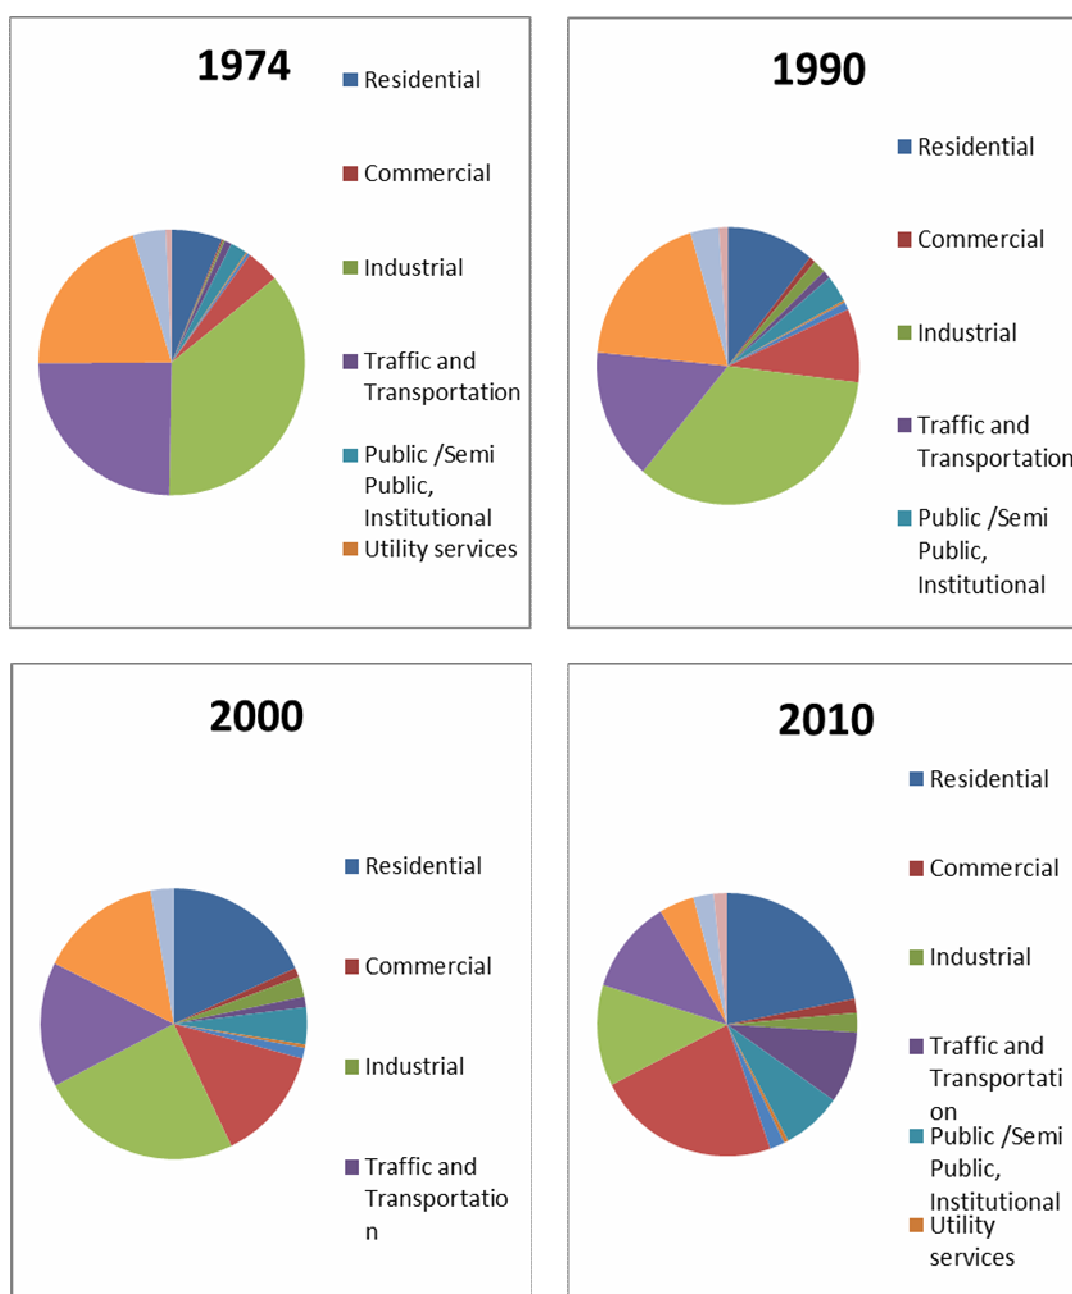 1974
Residential
Commercial
Industrial
Traffic and
Transportation
Public /Semi
Public,
Institutional
Utility services
1990
Residential
Commercial
Industrial
Traffic and
Transportation
Public /Semi
Public,
Institutional
2000
Residential
Commercial
Industrial
Traffic and
Transportatio
n
2010
Residential
Commercial
Industrial
Traffic and
Transportati
on
Public /Semi
Public,
Institutional
Utility
services